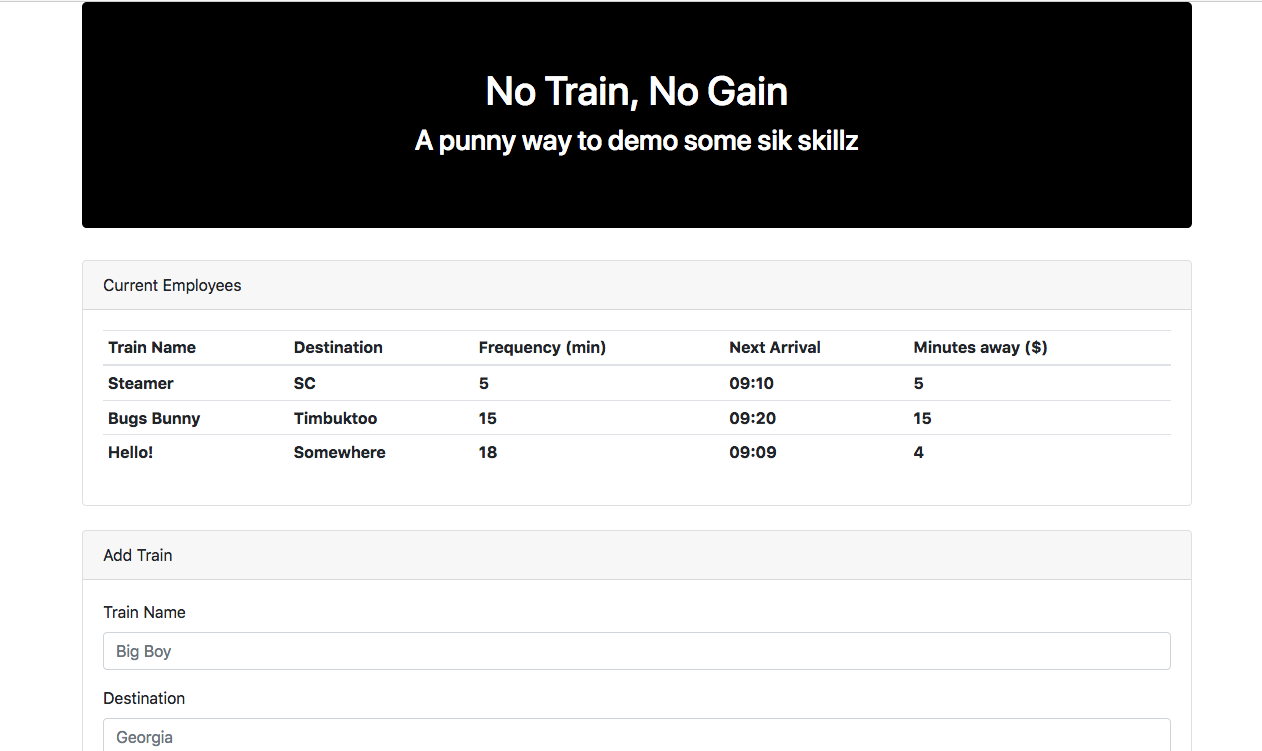 No Train, No Gain
A punny way to demo some sik skillz
Current Employees
Train Name Destination Frequency (min) Next Arrival Minutes away ($)
Steamer SC 5 09:10 5
Bugs Bunny Timbuktoo 15 09:20 15
Hello! Somewhere 18 09:09 4
Add Train
Train Name
Big Boy
Destination
Georgia